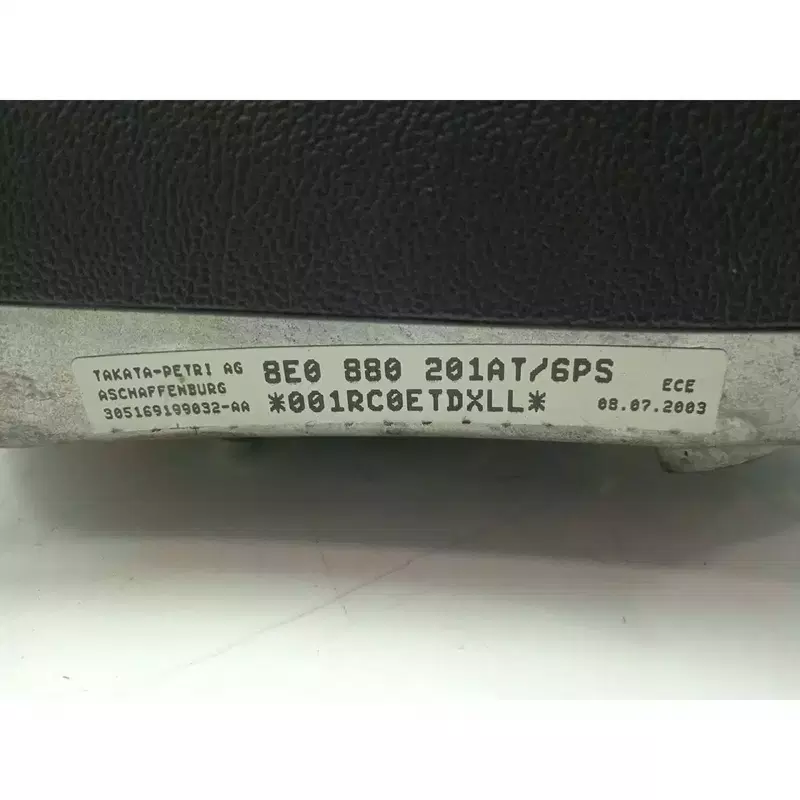 TAKATA-PETRI AG
ASCHAFFENBURG
305169199032-AA
8E0 880 201AT/6PS
*001RC0ETDXLL*
ECE
08.07.2003